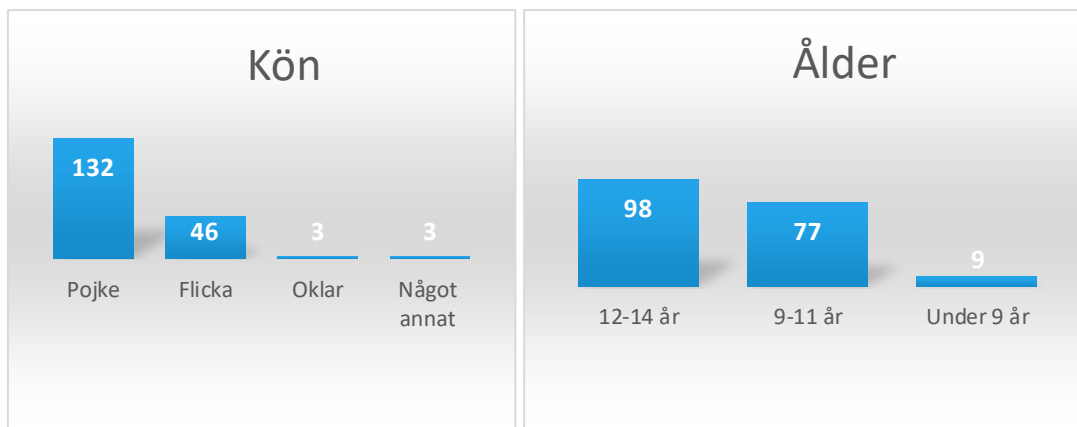 Kön
132
46
3
3
Pojke
Flicka
Oklar
Något
annat
Ålder
98
77
9
12-14 år
9-11 år
Under 9 år